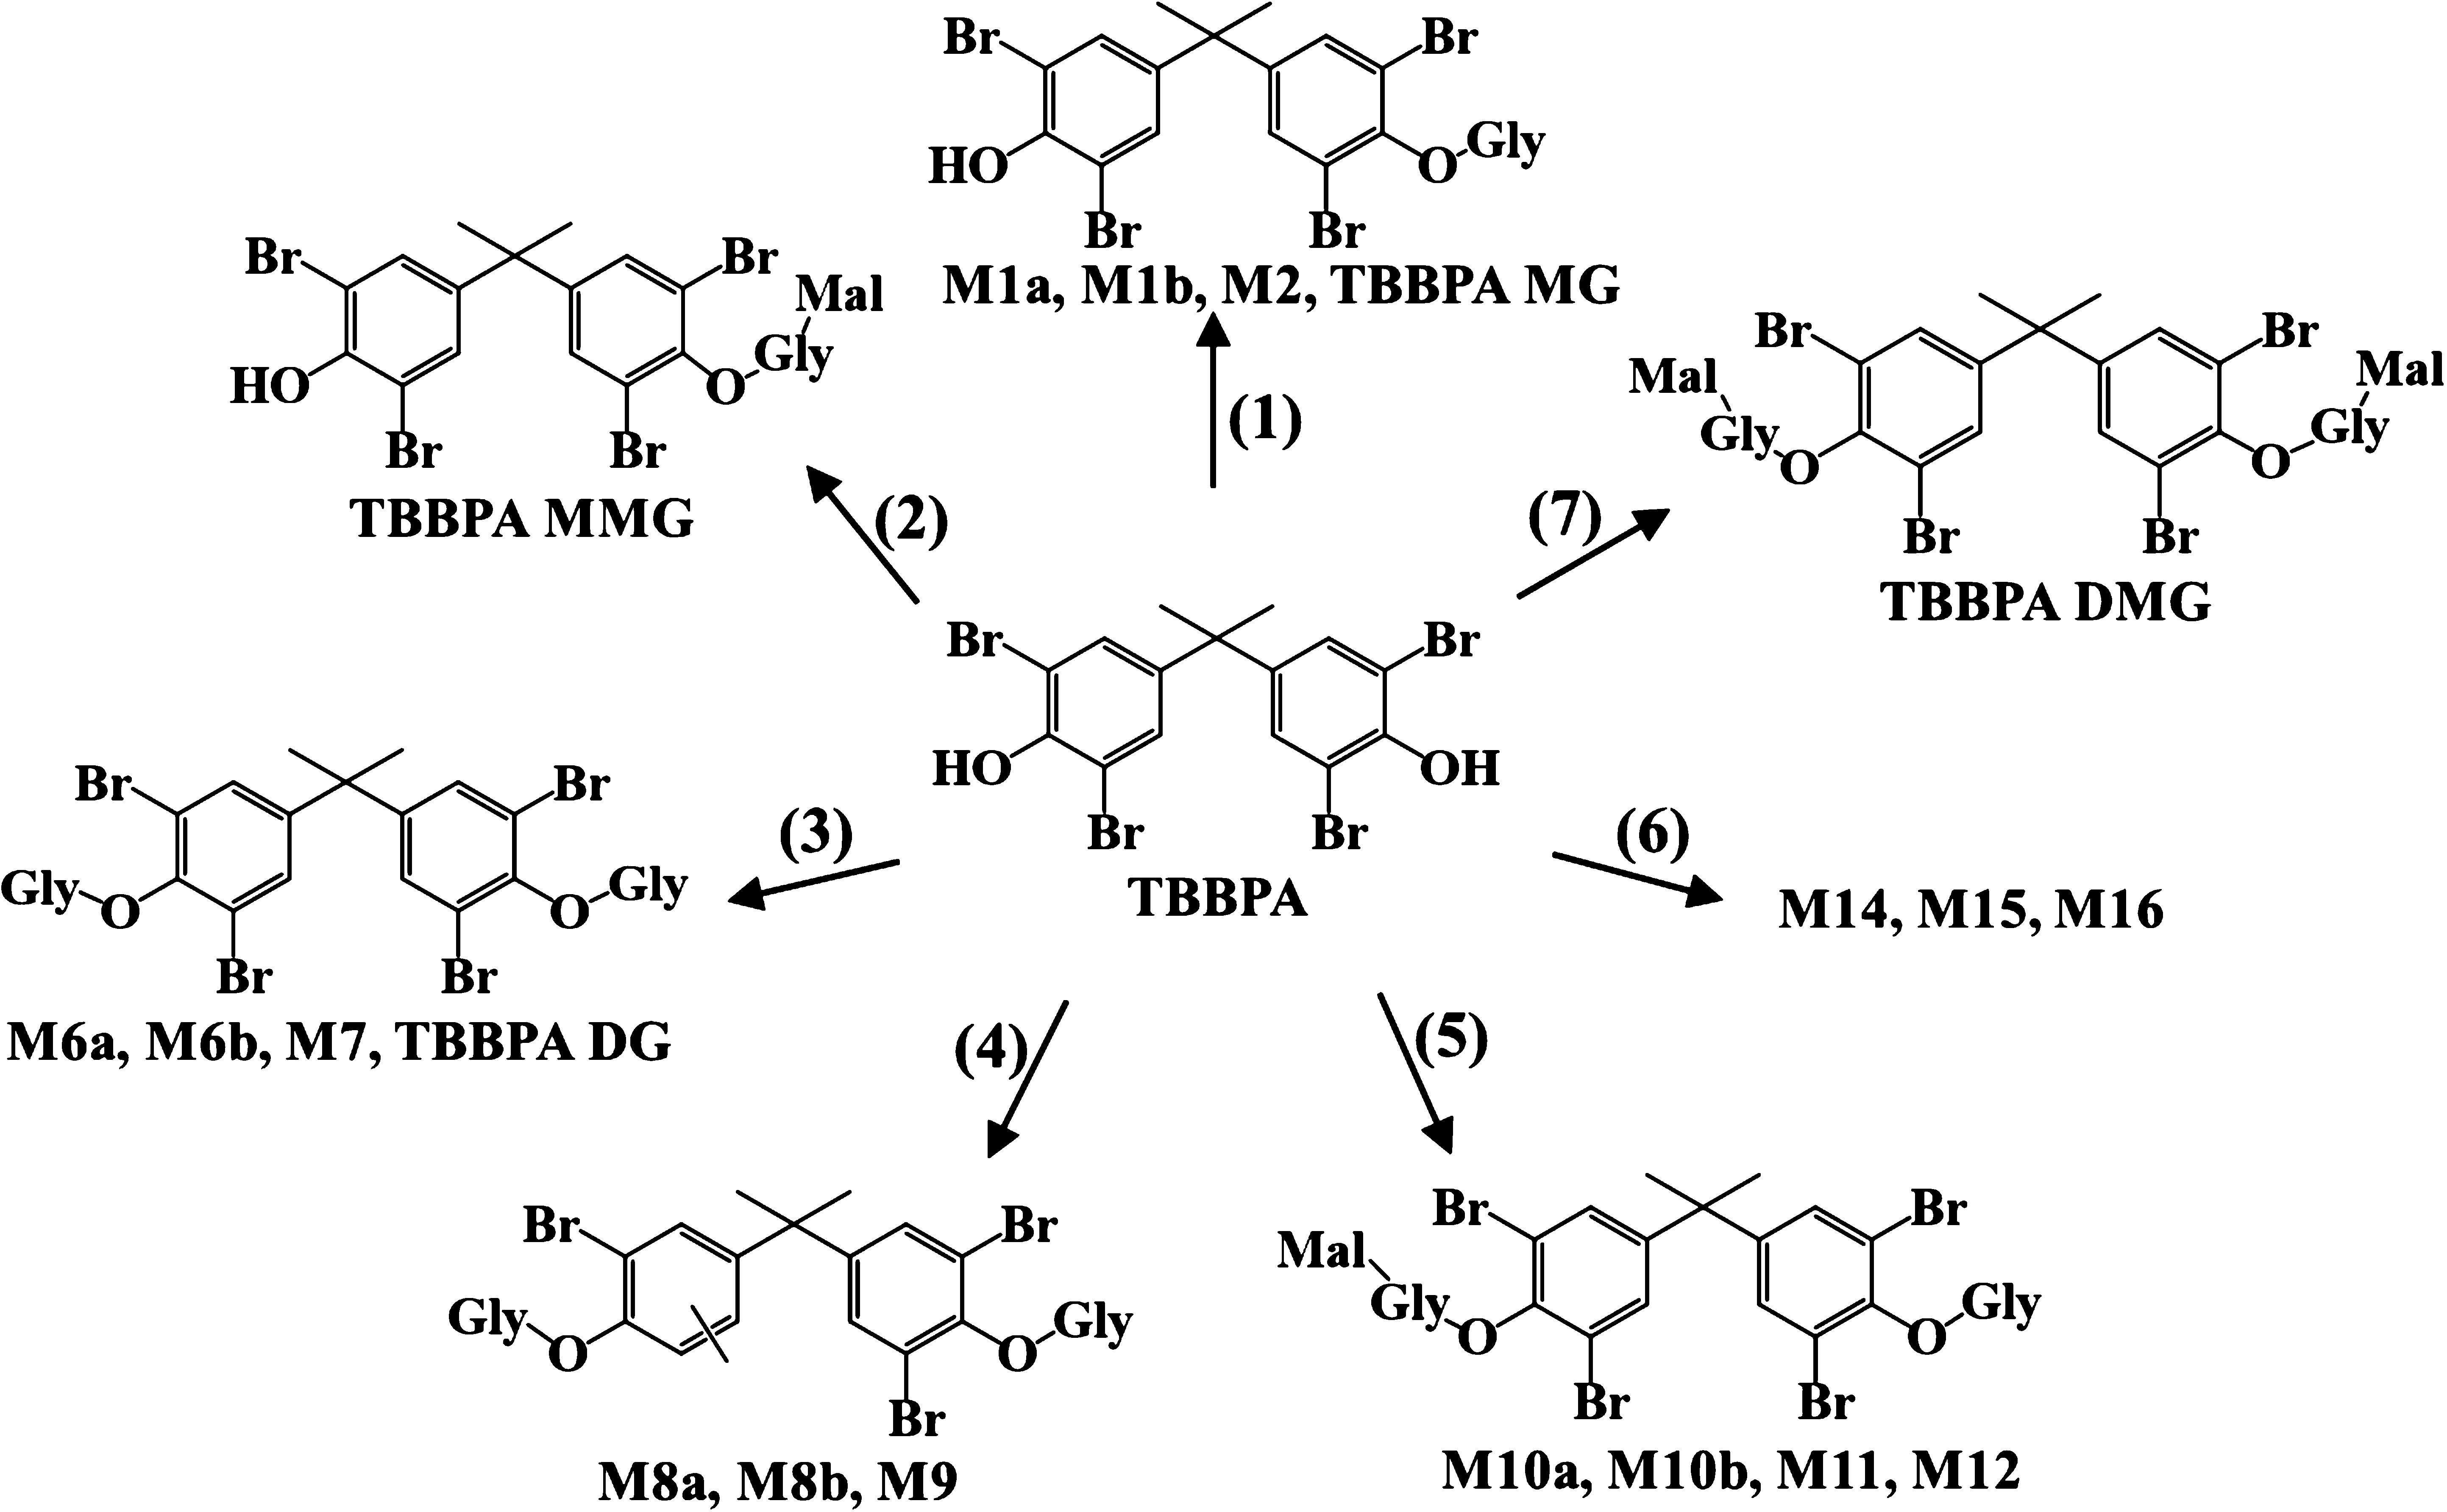 Br Br
HO O Gly
Br Br
M1a, M1b, M2, TBBPA MG
Br Br
Mal
HO O Gly
Br Br
TBBPA MMG
(1)
(2)
Br Br
Mal Mal
Gly O O Gly
Br Br
TBBPA DMG
(7)
Br Br
HO OH
Br Br
TBBPA
(3)
Br Br
Gly O O Gly
Br Br
M6a, M6b, M7, TBBPA DG
(6)
M14, M15, M16
(4)
(5)
Br Br
Gly O O Gly
Br
M8a, M8b, M9
Br Br
Mal
Gly O O Gly
Br Br
M10a, M10b, M11, M12